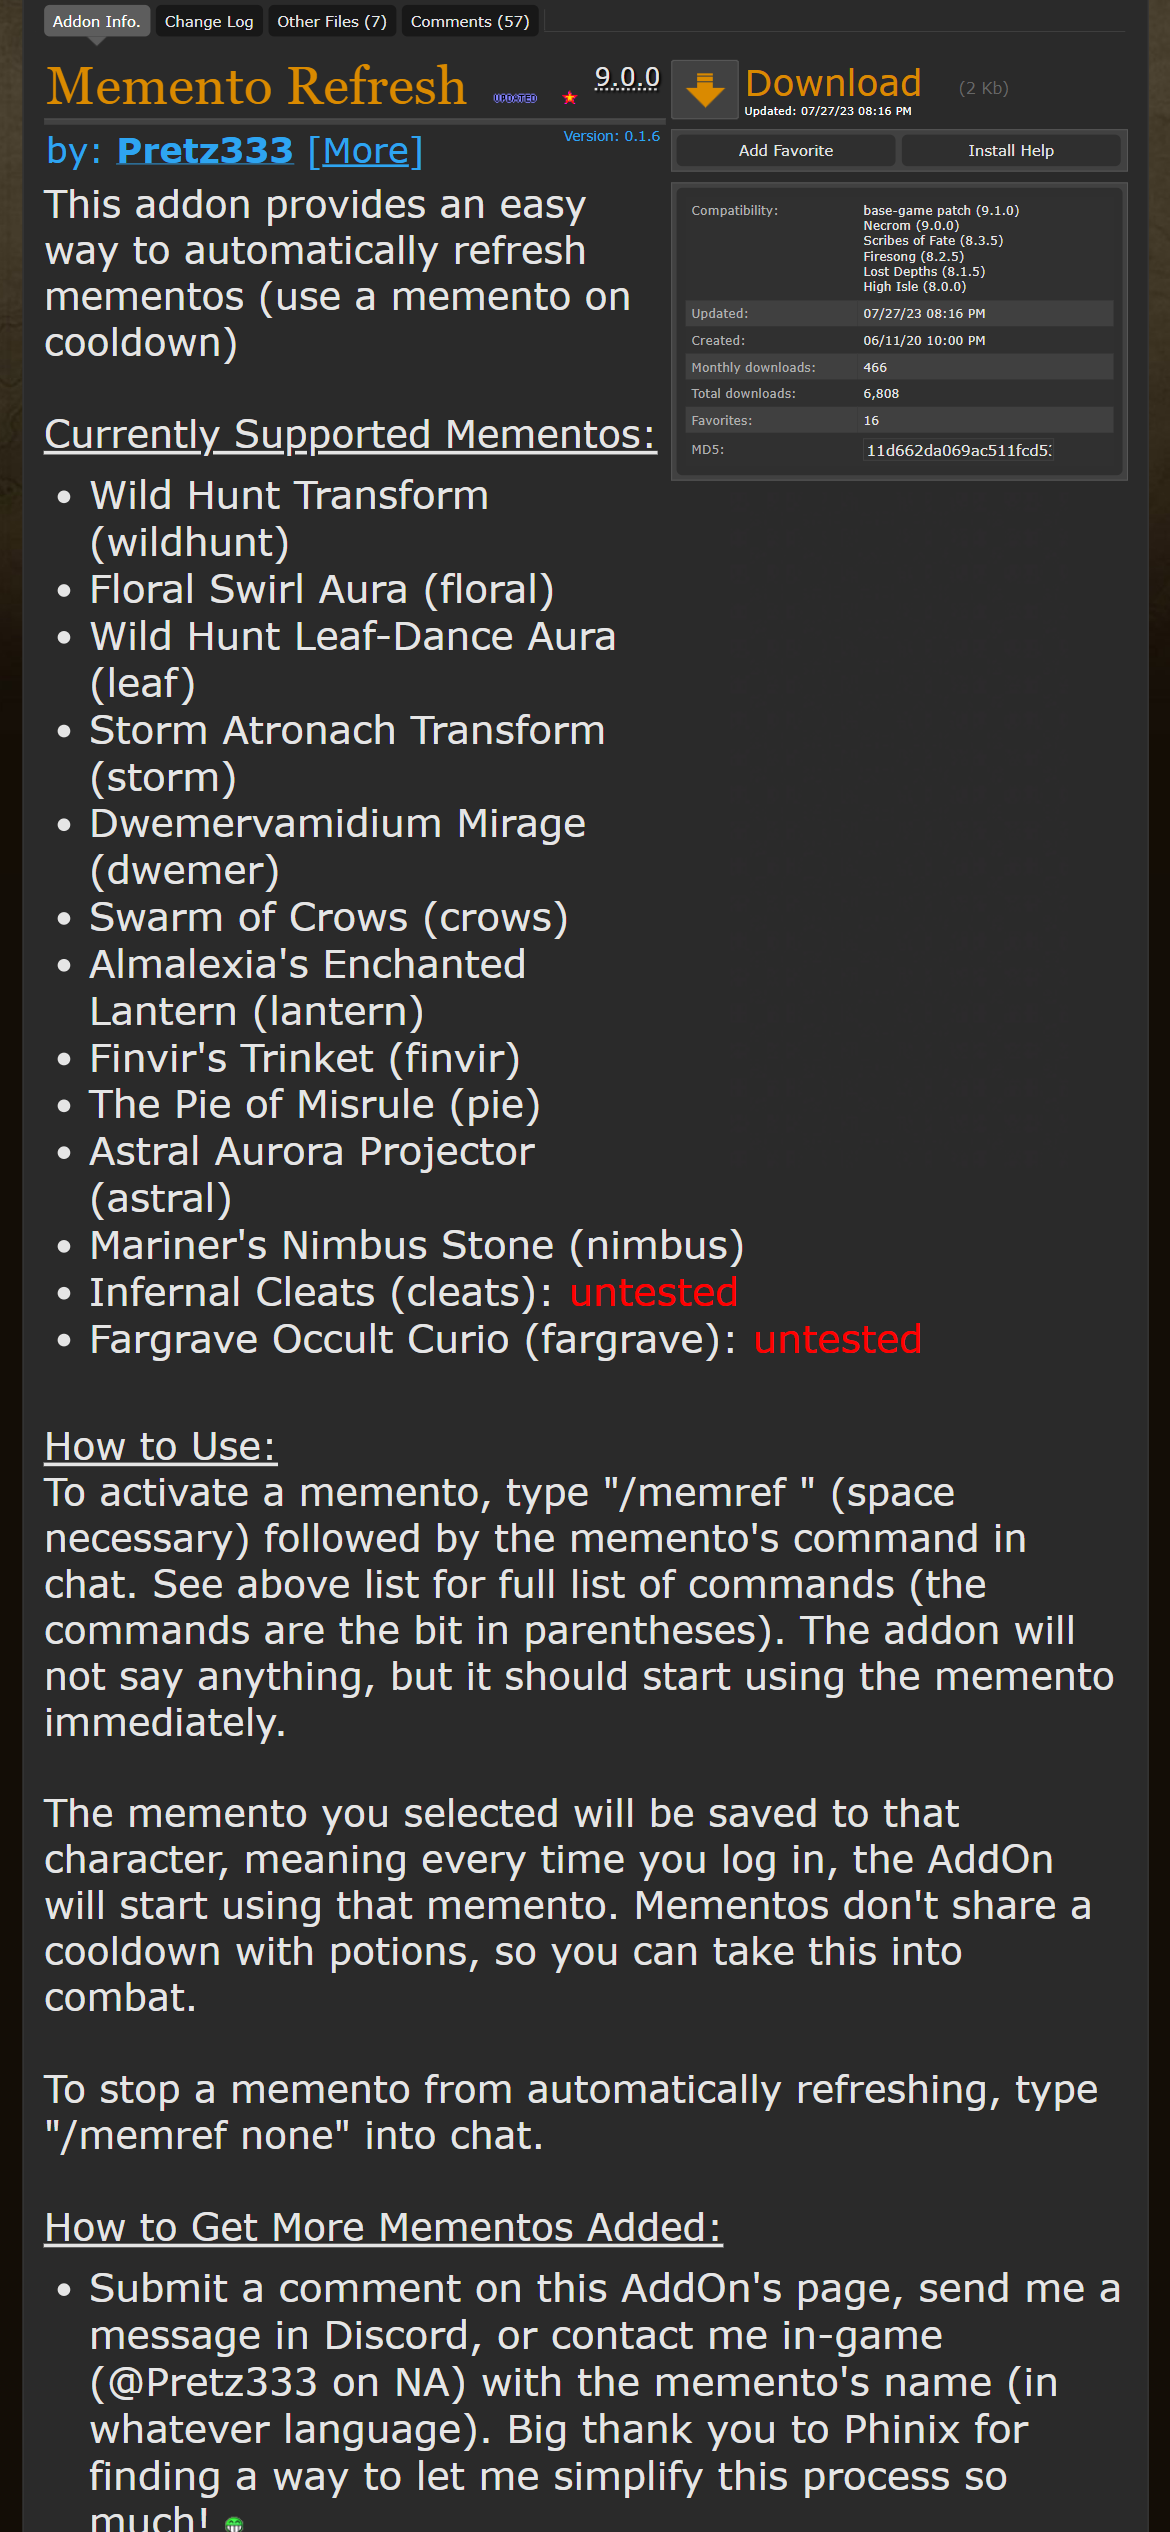 Addon Info.
Change Log
Other Files (7)
Comments (57)
Memento Refresh
UPDATED
9.0.0
Version: 0.1.6
by: Pretz333 [More]
Download
(2 Kb)
Updated: 07/27/23 08:16 PM
Add Favorite
Install Help
Compatibility:
base-game patch (9.1.0)
Necrom (9.0.0)
Scribes of Fate (8.3.5)
Firesong (8.2.5)
Lost Depths (8.1.5)
High Isle (8.0.0)
Updated:
07/27/23 08:16 PM
Created:
06/11/20 10:00 PM
Monthly downloads:
466
Total downloads:
6,808
Favorites:
16
MD5:
11d662da069ac511fcd5
This addon provides an easy
way to automatically refresh
mementos (use a memento on
cooldown)
Currently Supported Mementos:
• Wild Hunt Transform
(wildhunt)
• Floral Swirl Aura (floral)
• Wild Hunt Leaf-Dance Aura
(leaf)
• Storm Atronach Transform
(storm)
• Dwemervamidium Mirage
(dwemer)
• Swarm of Crows (crows)
• Almalexia's Enchanted
Lantern (lantern)
• Finvir's Trinket (finvir)
• The Pie of Misrule (pie)
• Astral Aurora Projector
(astral)
• Mariner's Nimbus Stone (nimbus)
• Infernal Cleats (cleats): untested
• Fargrave Occult Curio (fargrave): untested
How to Use:
To activate a memento, type "/memref " (space
necessary) followed by the memento's command in
chat. See above list for full list of commands (the
commands are the bit in parentheses). The addon will
not say anything, but it should start using the memento
immediately.
The memento you selected will be saved to that
character, meaning every time you log in, the AddOn
will start using that memento. Mementos don't share a
cooldown with potions, so you can take this into
combat.
To stop a memento from automatically refreshing, type
"/memref none" into chat.
How to Get More Mementos Added:
• Submit a comment on this AddOn's page, send me a
message in Discord, or contact me in-game
(@Pretz333 on NA) with the memento's name (in
whatever language). Big thank you to Phinix for
finding a way to let me simplify this process so
much!